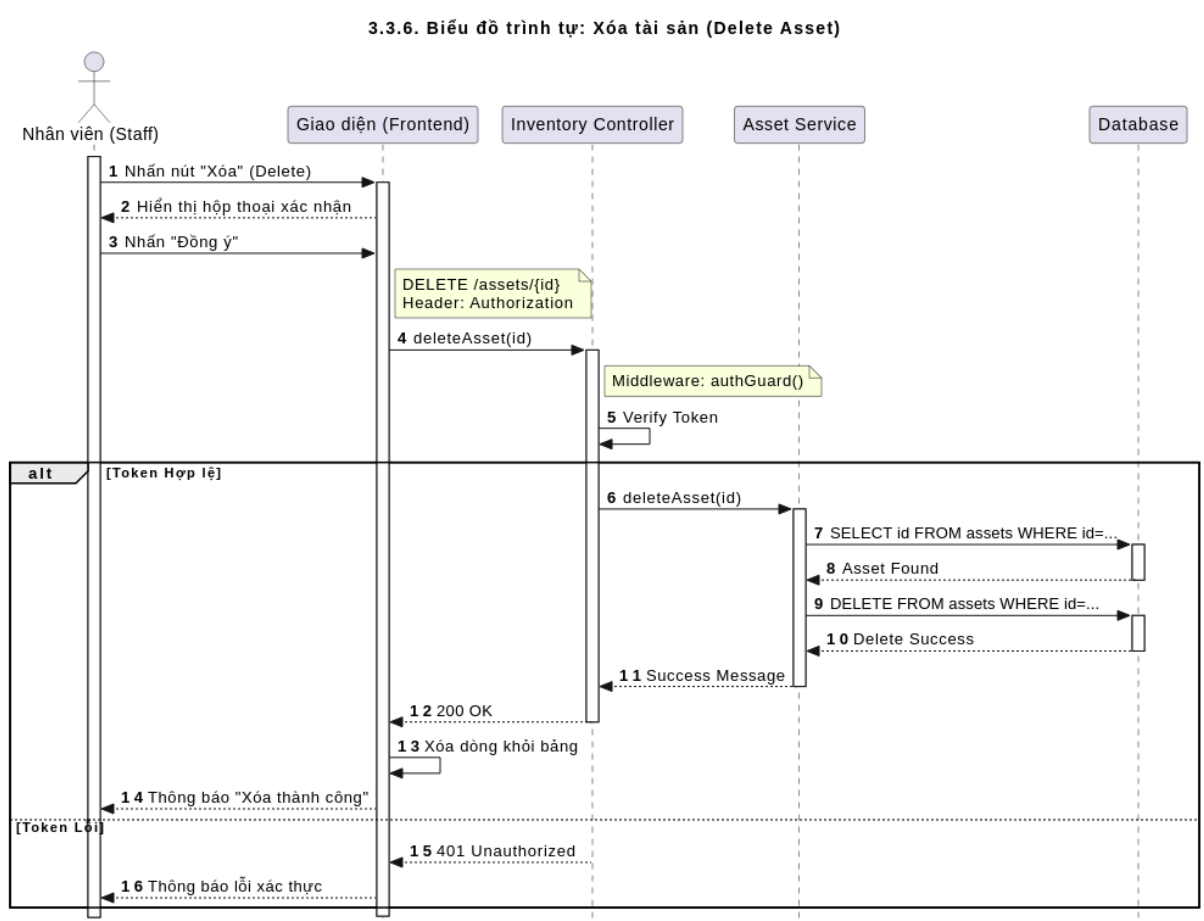 3.3.6. Biểu đồ trình tự: Xóa tài sản (Delete Asset)
Nhân viên (Staff)
Giao diện (Frontend)
Inventory Controller
Asset Service
Database
1 Nhấn nút "Xóa" (Delete)
2 Hiển thị hộp thoại xác nhận
3 Nhấn "Đồng ý"
DELETE /assets/{id}
Header: Authorization
4 deleteAsset(id)
Middleware: authGuard()
5 Verify Token
alt
[Token Hợp lệ]
6 deleteAsset(id)
7 SELECT id FROM assets WHERE id=...
8 Asset Found
9 DELETE FROM assets WHERE id=...
10 Delete Success
11 Success Message
12 200 OK
13 Xóa dòng khỏi bảng
14 Thông báo "Xóa thành công"
[Token Lỗi]
15 401 Unauthorized
16 Thông báo lỗi xác thực